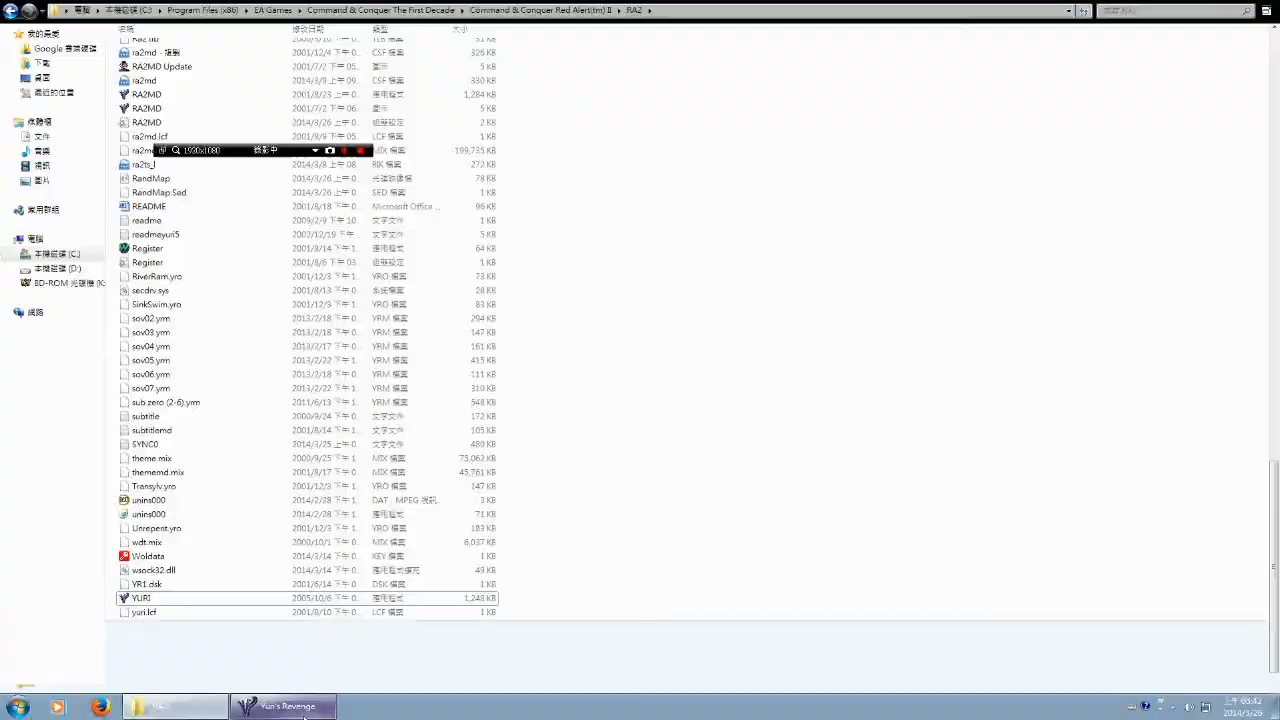 電腦 ▸ 本機磁碟 (C:) ▸ Program Files (x86) ▸ EA Games ▸ Command & Conquer The First Decade ▸ Command & Conquer Red Alert(tm) II ▸ RA2 ▸
名稱 修改日期 類型 大小
我的最愛
Google 雲端硬碟
下載
桌面
最近的位置
媒體櫃
文件
音樂
視訊
圖片
家用群組
電腦
本機磁碟 (C:)
本機磁碟 (D:)
BD-ROM 光碟機 (
網路
ra2md - 複製 2001/12/4 下午 0... CSF 檔案 326 KB
RA2MD Update 2001/7/2 下午 05... 圖示 5 KB
ra2md 2014/3/9 上午 09... CSF 檔案 330 KB
RA2MD 2001/8/23 上午 0... 應用程式 1,284 KB
RA2MD 2001/7/2 下午 06... 圖示 5 KB
RA2MD 2014/3/26 上午 0... 組態設定 2 KB
ra2md.lcf 2001/8/9 下午 05... LCF 檔案 1 KB
1920x1080 錄影中 MIX 檔案 199,735 KB
ra2ts_l 2014/3/8 上午 08... BIK 檔案 272 KB
RandMap 2014/3/26 上午 0... 光碟映像檔 78 KB
RandMap.Sed 2014/3/26 上午 0... SED 檔案 1 KB
README 2001/8/18 下午 0... Microsoft Office ... 96 KB
readme 2009/2/9 下午 10... 文字文件 1 KB
readmeyuri5 2002/12/19 下午 ... 文字文件 5 KB
Register 2001/8/14 下午 1... 應用程式 64 KB
Register 2001/8/6 下午 03... 組態設定 2 KB
RiverRam.yro 2001/12/3 下午 1... YRO 檔案 73 KB
secdrv.sys 2001/8/13 下午 0... 系統檔案 28 KB
SinkSwim.yro 2001/12/3 下午 1... YRO 檔案 83 KB
sov02.yrm 2013/2/18 下午 0... YRM 檔案 294 KB
sov03.yrm 2013/2/18 下午 0... YRM 檔案 147 KB
sov04.yrm 2013/2/17 下午 0... YRM 檔案 161 KB
sov05.yrm 2013/2/22 下午 1... YRM 檔案 415 KB
sov06.yrm 2013/2/18 下午 0... YRM 檔案 111 KB
sov07.yrm 2013/2/22 下午 1... YRM 檔案 310 KB
sub zero (2-6).yrm 2011/6/13 下午 1... YRM 檔案 548 KB
subtitle 2000/9/24 下午 0... 文字文件 172 KB
subtitlemd 2001/8/14 下午 1... 文字文件 105 KB
SYNC0 2014/3/25 上午 0... 文字文件 480 KB
theme.mix 2000/9/25 下午 1... MIX 檔案 75,063 KB
thememd.mix 2001/8/17 下午 0... MIX 檔案 45,761 KB
Transylv.yro 2001/12/3 下午 1... YRO 檔案 147 KB
unins000 2014/2/28 下午 1... DAT - MPEG 視訊... 3 KB
unins000 2014/2/28 下午 1... 應用程式 71 KB
Unrepent.yro 2001/12/3 下午 1... YRO 檔案 183 KB
wdt.mix 2000/10/1 下午 0... MIX 檔案 6,037 KB
Woldata 2014/3/14 下午 0... KEY 檔案 1 KB
wsock32.dll 2014/3/14 下午 0... 應用程式擴充 49 KB
YR1.dsk 2001/6/14 下午 0... DSK 檔案 1 KB
YURI 2005/10/6 下午 0... 應用程式 1,248 KB
yuri.lcf 2001/8/10 下午 0... LCF 檔案 1 KB
Yuri's Revenge
上午 03:42
2014/3/26